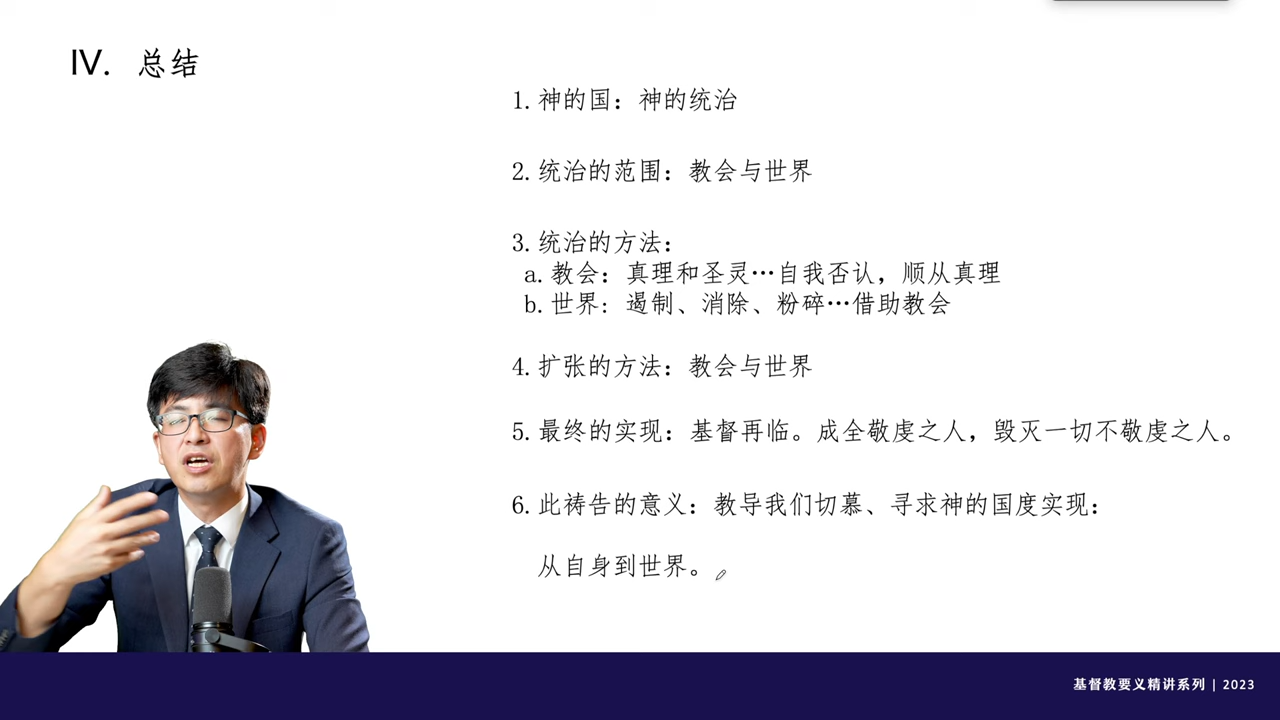 IV. 总结
1. 神的国：神的统治
2. 统治的范围：教会与世界
3. 统治的方法：
a. 教会：真理和圣灵…自我否认，顺从真理
b. 世界：遏制、消除、粉碎…借助教会
4. 扩张的方法：教会与世界
5. 最终的实现：基督再临。成全敬虔之人，毁灭一切不敬虔之人。
6. 此祷告的意义：教导我们切慕、寻求神的国度实现：
从自身到世界。
基督教要义精讲系列 | 2023